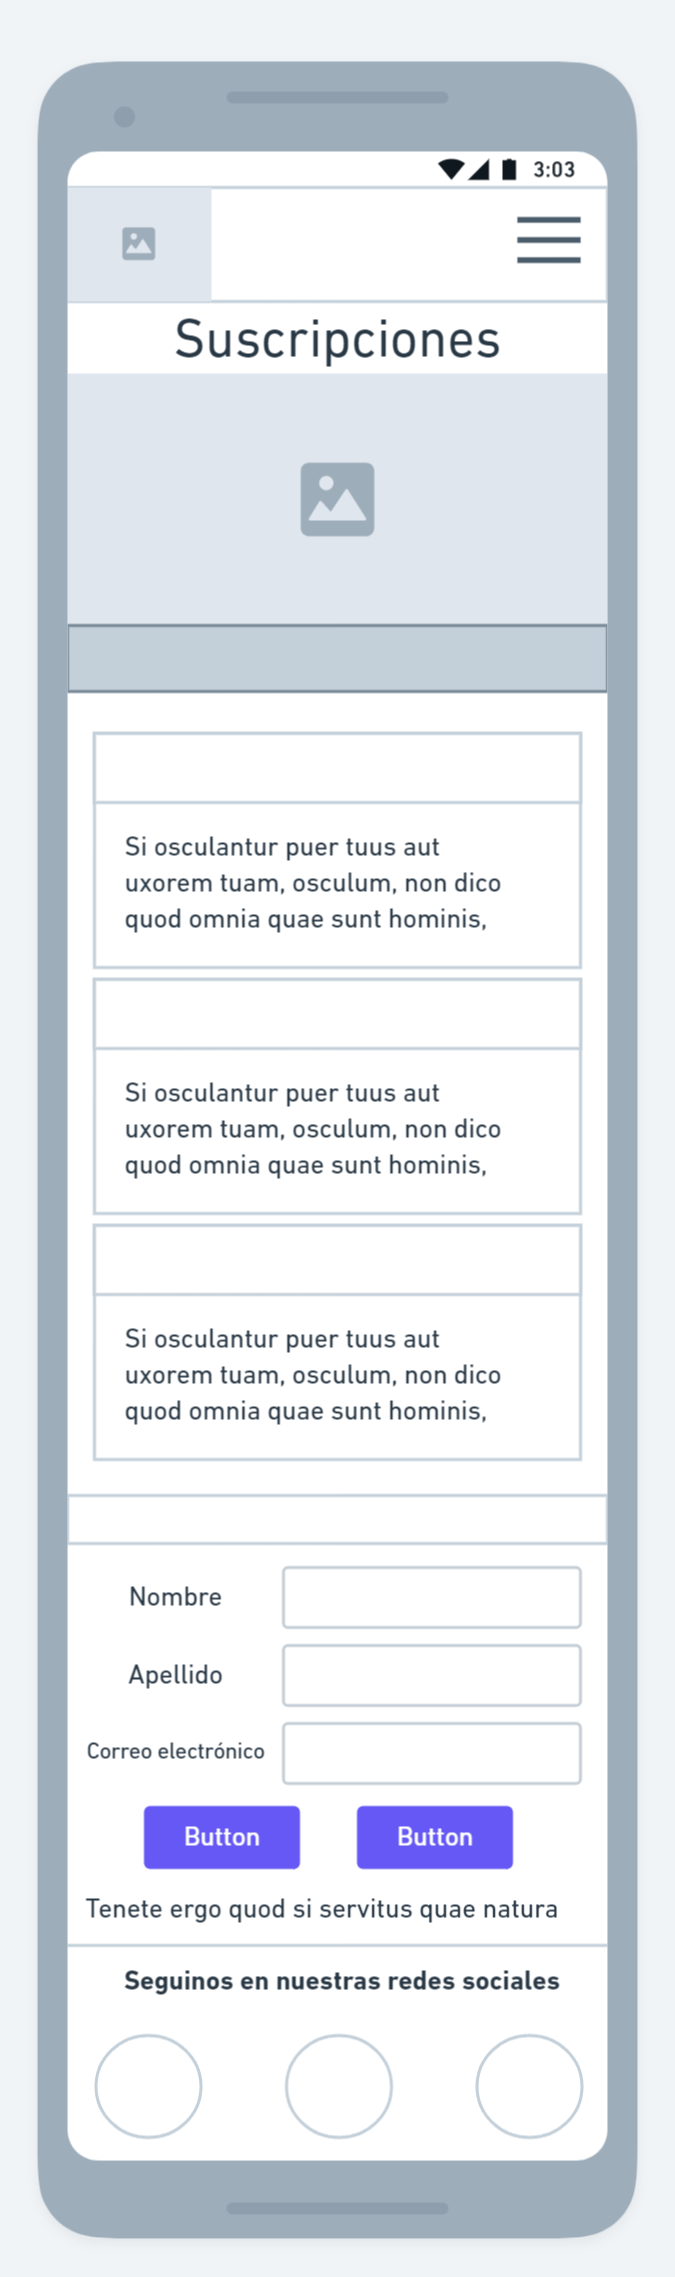 3:03
Suscripciones
Si osculantur puer tuus aut
uxorem tuam, osculum, non dico
quod omnia quae sunt hominis,
Si osculantur puer tuus aut
uxorem tuam, osculum, non dico
quod omnia quae sunt hominis,
Si osculantur puer tuus aut
uxorem tuam, osculum, non dico
quod omnia quae sunt hominis,
Nombre
Apellido
Correo electrónico
Button Button
Tenete ergo quod si servitus quae natura
Seguinos en nuestras redes sociales